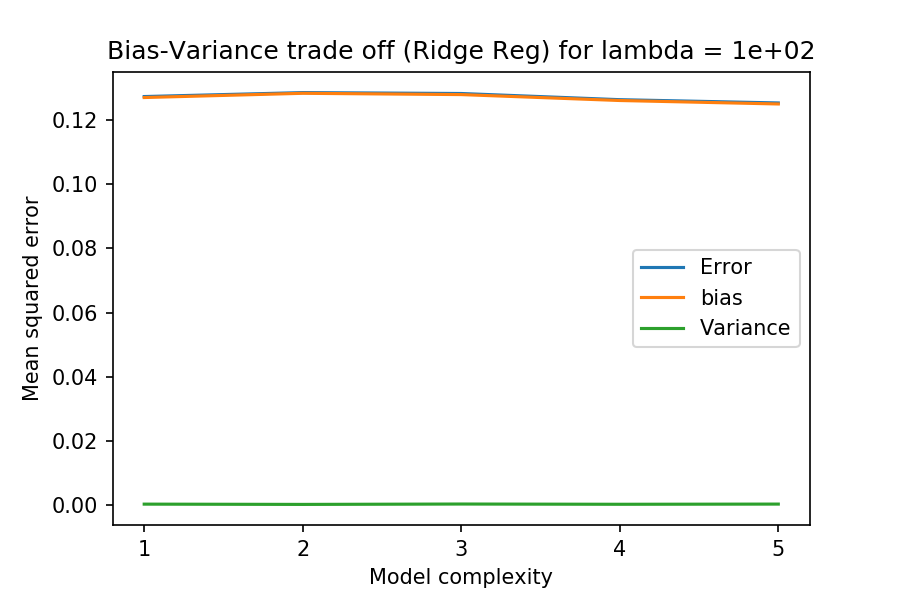 Bias-Variance trade off (Ridge Reg) for lambda = 1e+02
Mean squared error
0.12
0.10
0.08
0.06
0.04
0.02
0.00
Error
bias
Variance
1 2 3 4 5
Model complexity